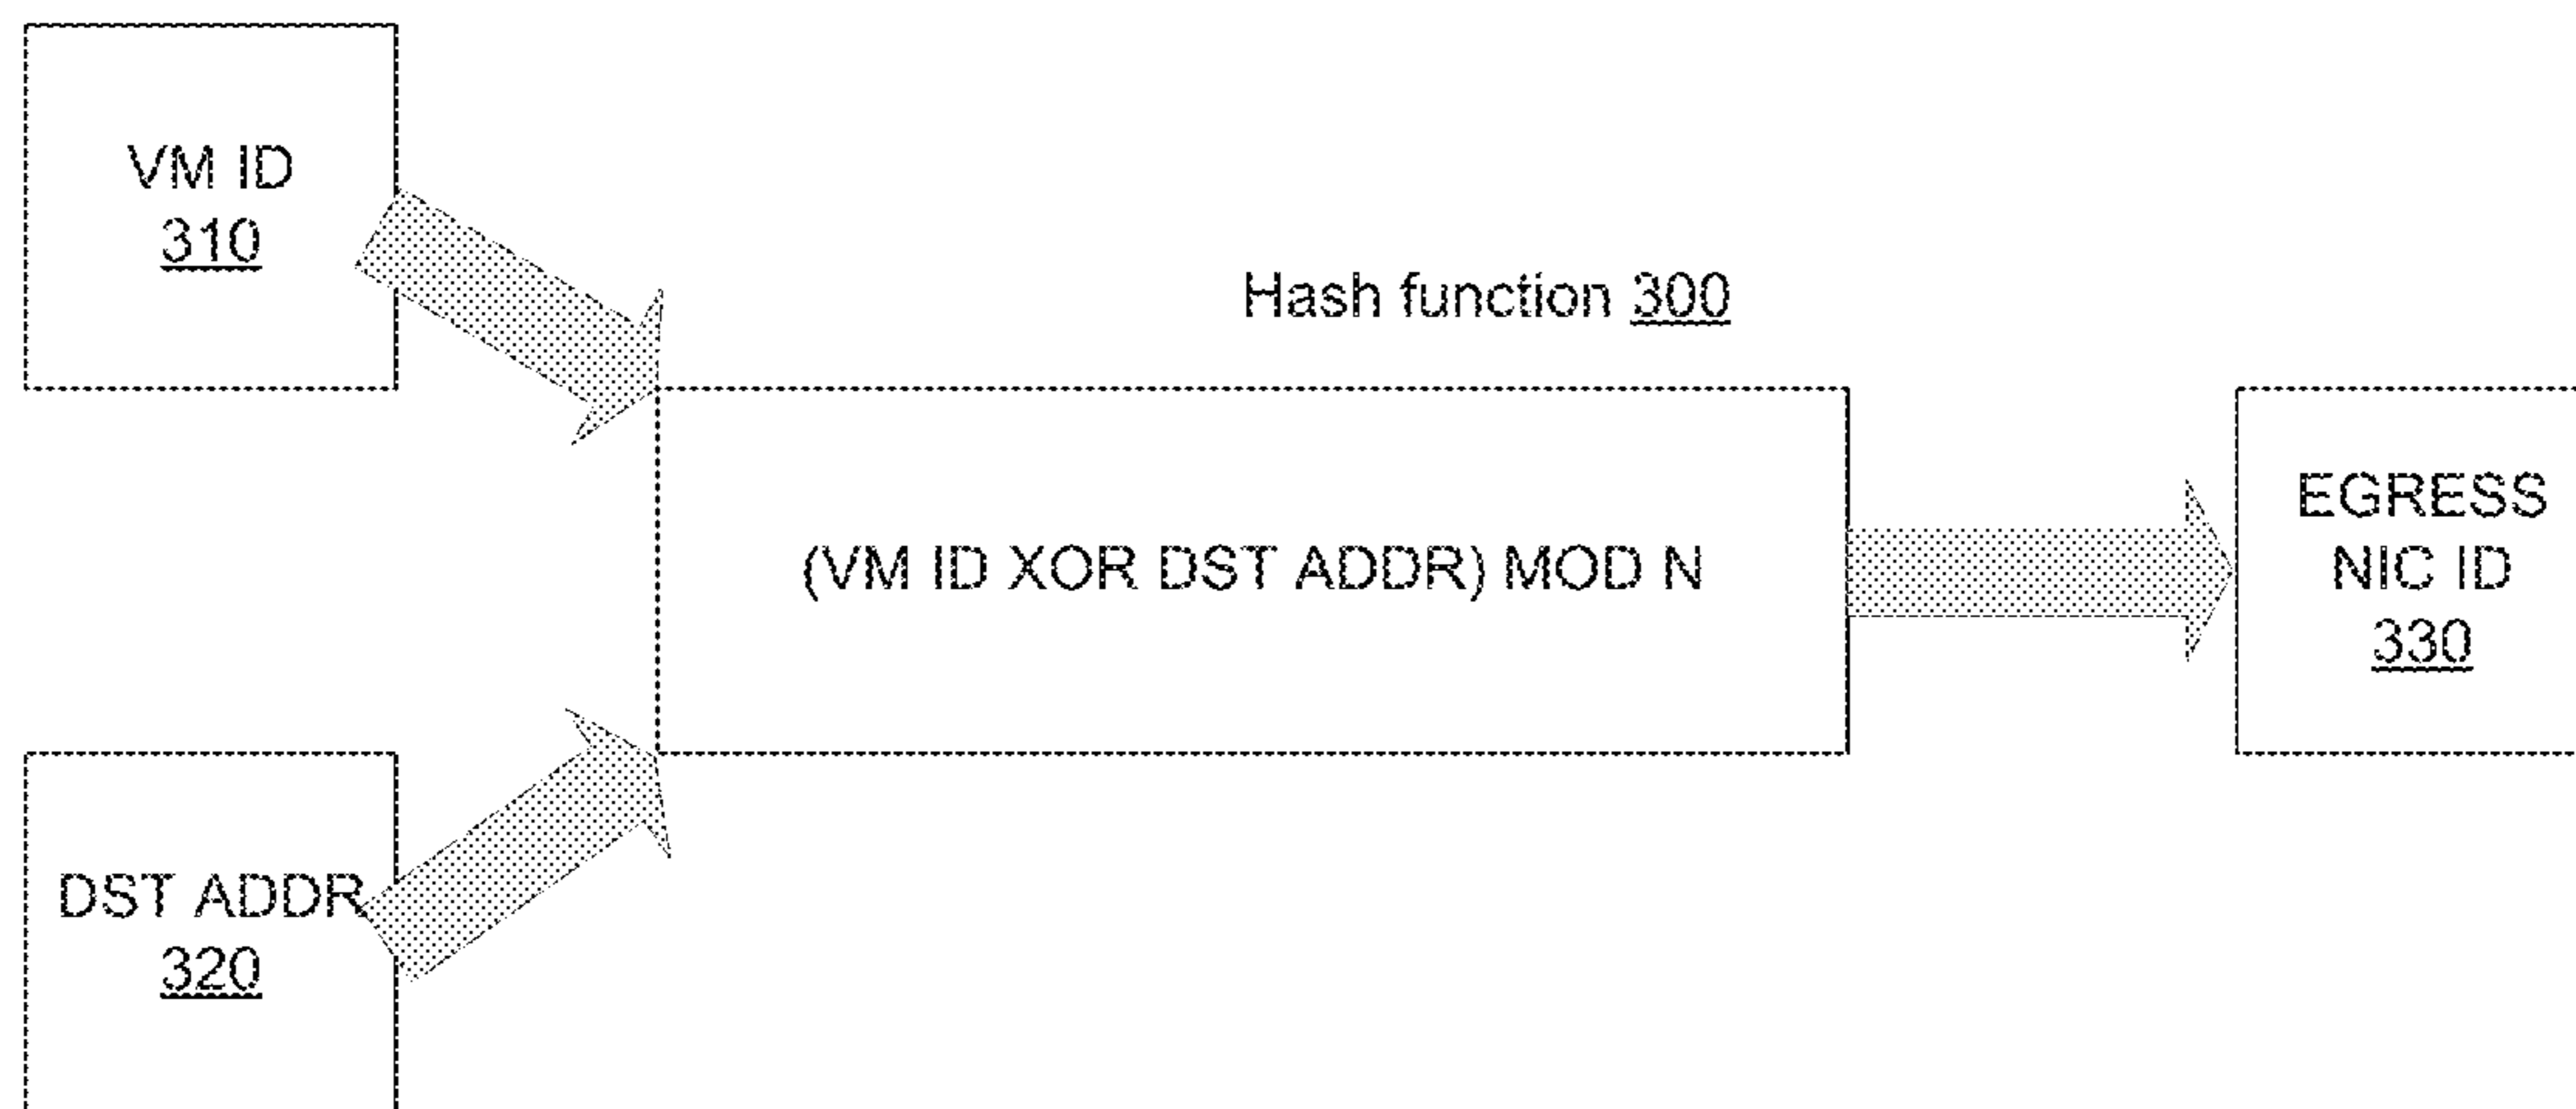 VM ID
310
Hash function 300
(VM ID XOR DST ADDR) MOD N
EGRESS
NIC ID
330
DST ADDR
320